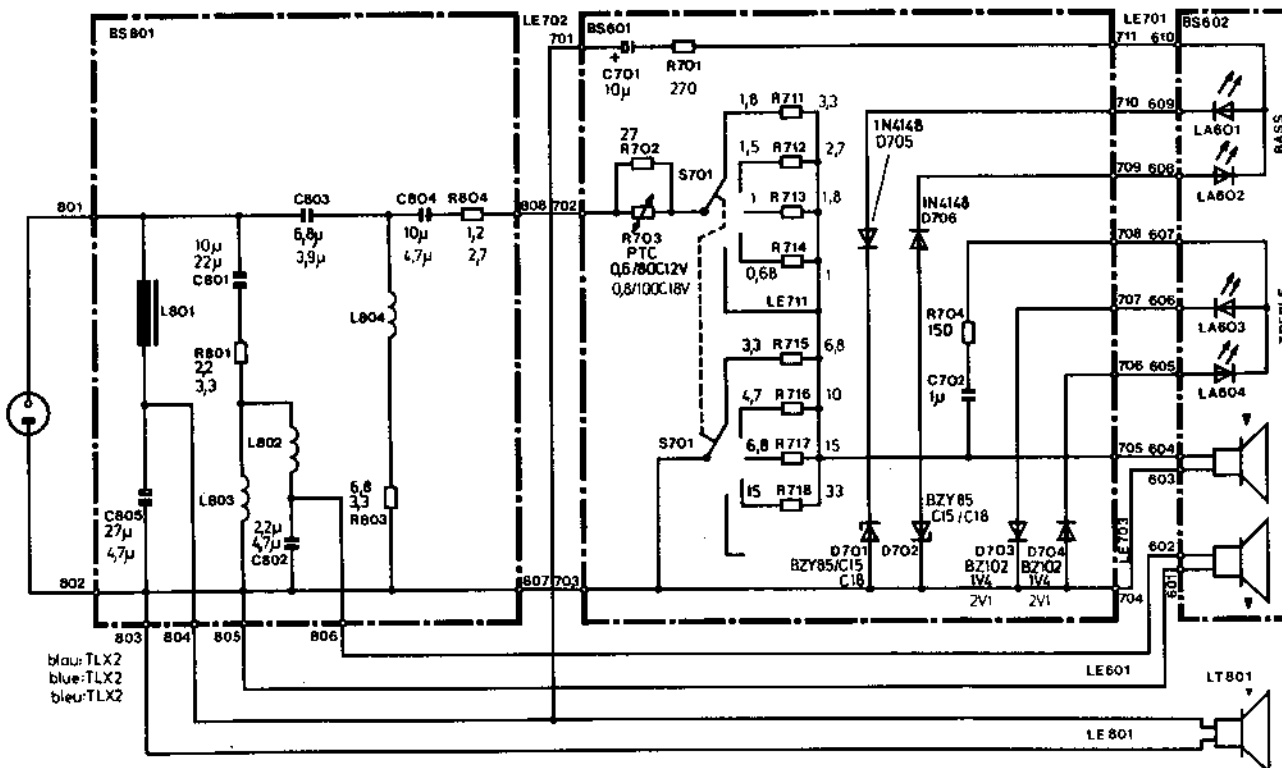 BS801
LE702
BS601
LE701
BS602
701
C701
+
10µ
R701
270
711 610
710 609
709 608
708 607
707 606
706 605
705 604
603
602
601
BASS
LA601
LA602
LA603
LA604
801
10µ
22µ
C801
C803
6,8µ
3,9µ
C804
10µ
4,7µ
R804
1,2
2,7
808 702
27
R702
R703
PTC
0,6/80C12V
0,8/100C18V
S701
1,8 R711 3,3
1,5 R712 2,7
1 R713 1,8
R714
0,68 1
LE711
3,3 R715 6,8
4,7 R716 10
6,8 R717 15
15 R718 33
S701
1N4148
D705
1N4148
D706
R704
150
C702
1µ
L801
L804
R801
2,2
3,3
L802
L803
C805
27µ
4,7µ
2,2µ
4,7µ
C802
6,8
3,3
R803
BZY85
C15/C18
D701
BZY85/C15
C18
D702
D703
BZ102
1V4
2V1
D704
BZ102
1V4
2V1
LE703
802
807 703
704
803
804
805
806
blau:TLX2
blue:TLX2
bleu:TLX2
LE601
LT801
LE801